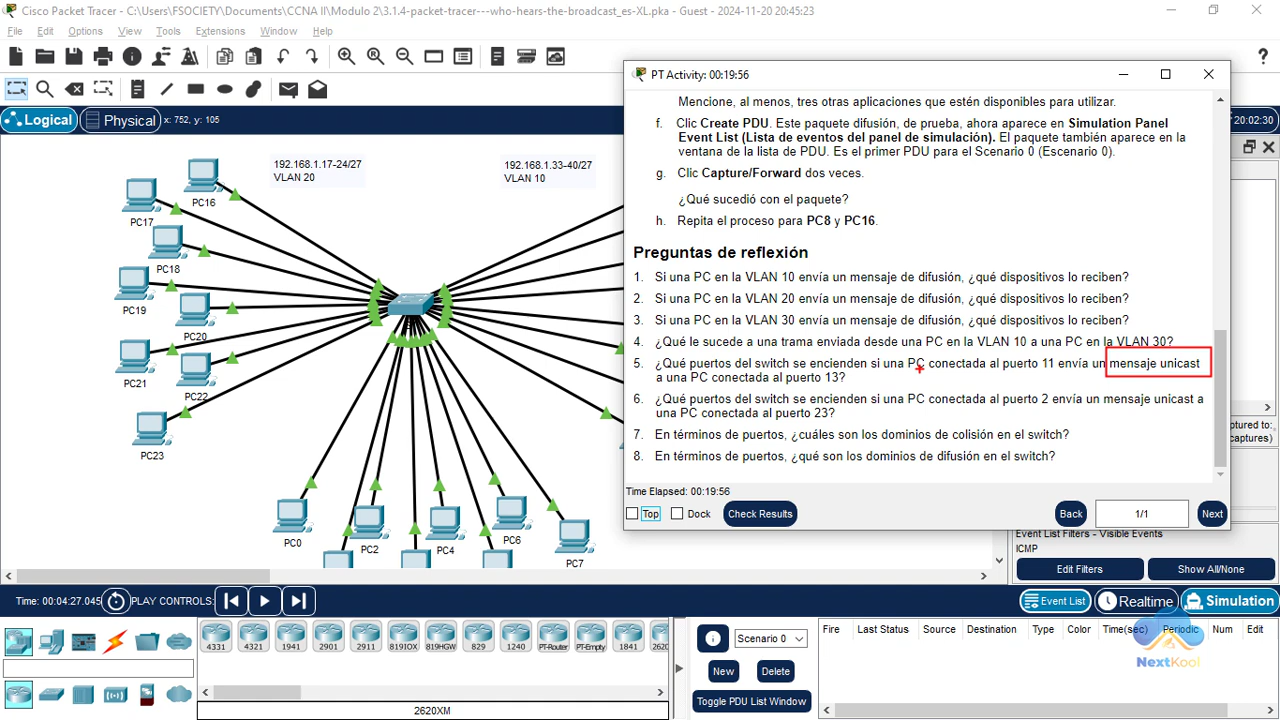 Cisco Packet Tracer - C:\Users\FSOCIETY\Documents\CCNA II\Modulo 2\3.1.4-packet-tracer---who-hears-the-broadcast_es-XL.pka - Guest - 2024-11-20 20:45:23
File Edit Options View Tools Extensions Window Help
Logical Physical x: 752, y: 105
20:02:30
192.168.1.17-24/27
VLAN 20
192.168.1.33-40/27
VLAN 10
PC16
PC17
PC18
PC19
PC20
PC21
PC22
PC23
PC0
PC2
PC4
PC6
PC7
PT Activity: 00:19:56
Mencione, al menos, tres otras aplicaciones que estén disponibles para utilizar.
f. Clic Create PDU. Este paquete difusión, de prueba, ahora aparece en Simulation Panel
Event List (Lista de eventos del panel de simulación). El paquete también aparece en la
ventana de la lista de PDU. Es el primer PDU para el Scenario 0 (Escenario 0).
g. Clic Capture/Forward dos veces.
¿Qué sucedió con el paquete?
h. Repita el proceso para PC8 y PC16.
Preguntas de reflexión
1. Si una PC en la VLAN 10 envía un mensaje de difusión, ¿qué dispositivos lo reciben?
2. Si una PC en la VLAN 20 envía un mensaje de difusión, ¿qué dispositivos lo reciben?
3. Si una PC en la VLAN 30 envía un mensaje de difusión, ¿qué dispositivos lo reciben?
4. ¿Qué le sucede a una trama enviada desde una PC en la VLAN 10 a una PC en la VLAN 30?
5. ¿Qué puertos del switch se encienden si una PC conectada al puerto 11 envía un mensaje unicast
a una PC conectada al puerto 13?
6. ¿Qué puertos del switch se encienden si una PC conectada al puerto 2 envía un mensaje unicast a
una PC conectada al puerto 23?
7. En términos de puertos, ¿cuáles son los dominios de colisión en el switch?
8. En términos de puertos, ¿qué son los dominios de difusión en el switch?
Time Elapsed: 00:19:56
Top Dock Check Results Back 1/1 Next
ptured to:
captures)
Event List Filters - Visible Events
ICMP
Edit Filters Show All/None
Time: 00:04:27.045 PLAY CONTROLS:
Event List Realtime Simulation
4331 4321 1941 2901 2911 819IOX 819HGW 829 1240 PT-Router PT-Empty 1841 2620
2620XM
Scenario 0
New Delete
Toggle PDU List Window
Fire Last Status Source Destination Type Color Time(sec) Periodic Num Edit
NextKool